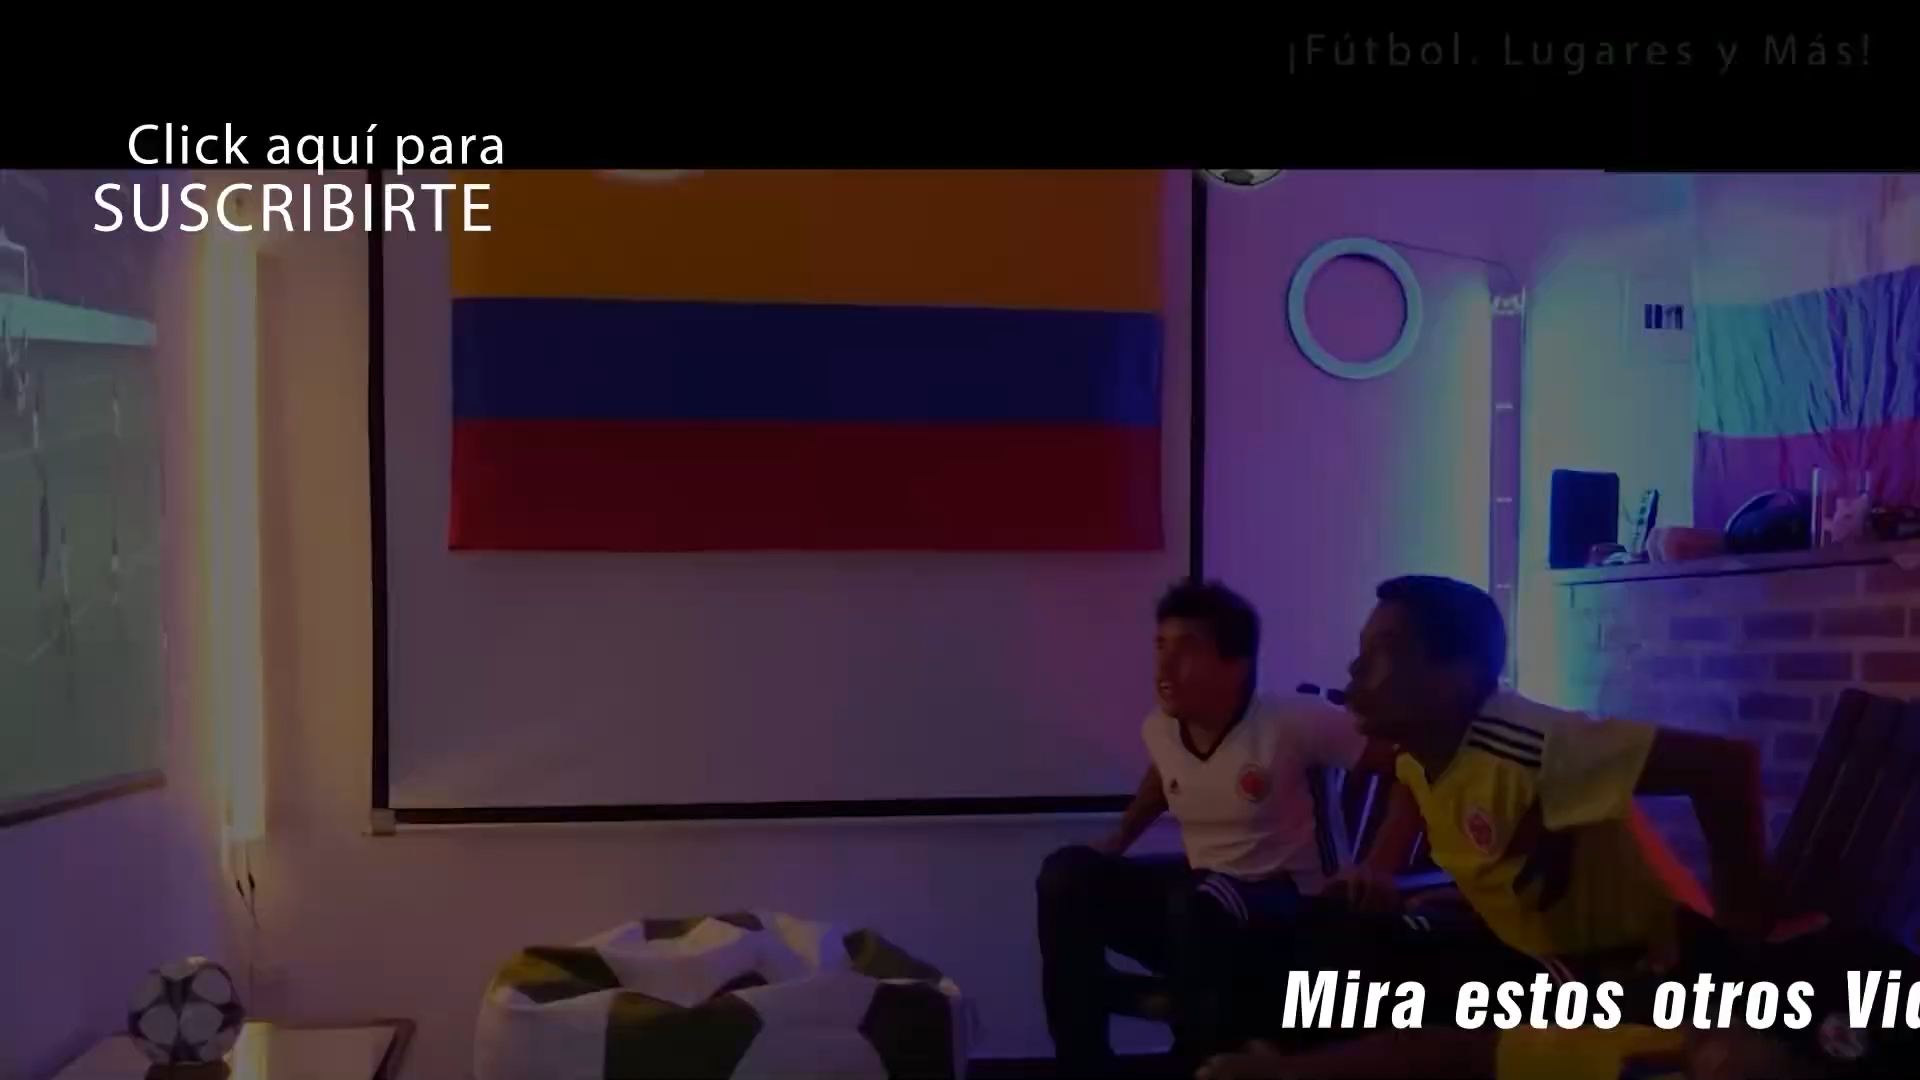 ¡Fútbol. Lugares y Más!
Click aquí para
SUSCRIBIRTE
Mira estos otros